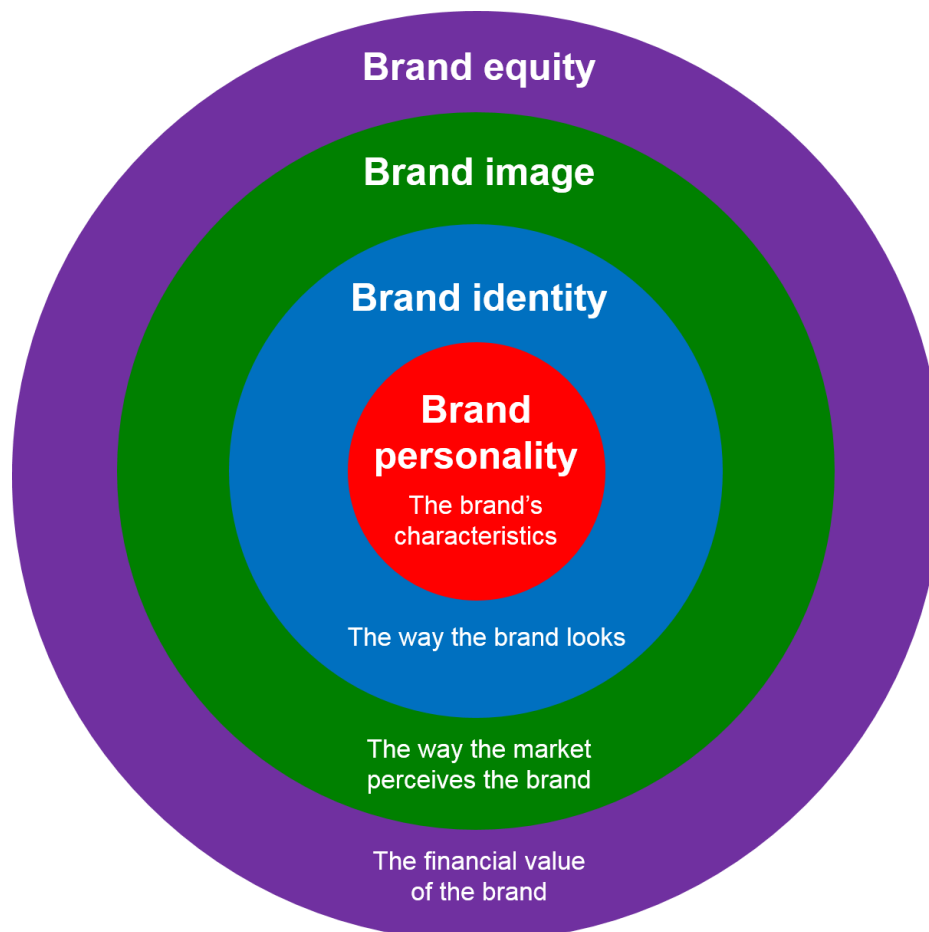 Brand equity
Brand image
Brand identity
Brand
personality
The brand’s
characteristics
The way the brand looks
The way the market
perceives the brand
The financial value
of the brand